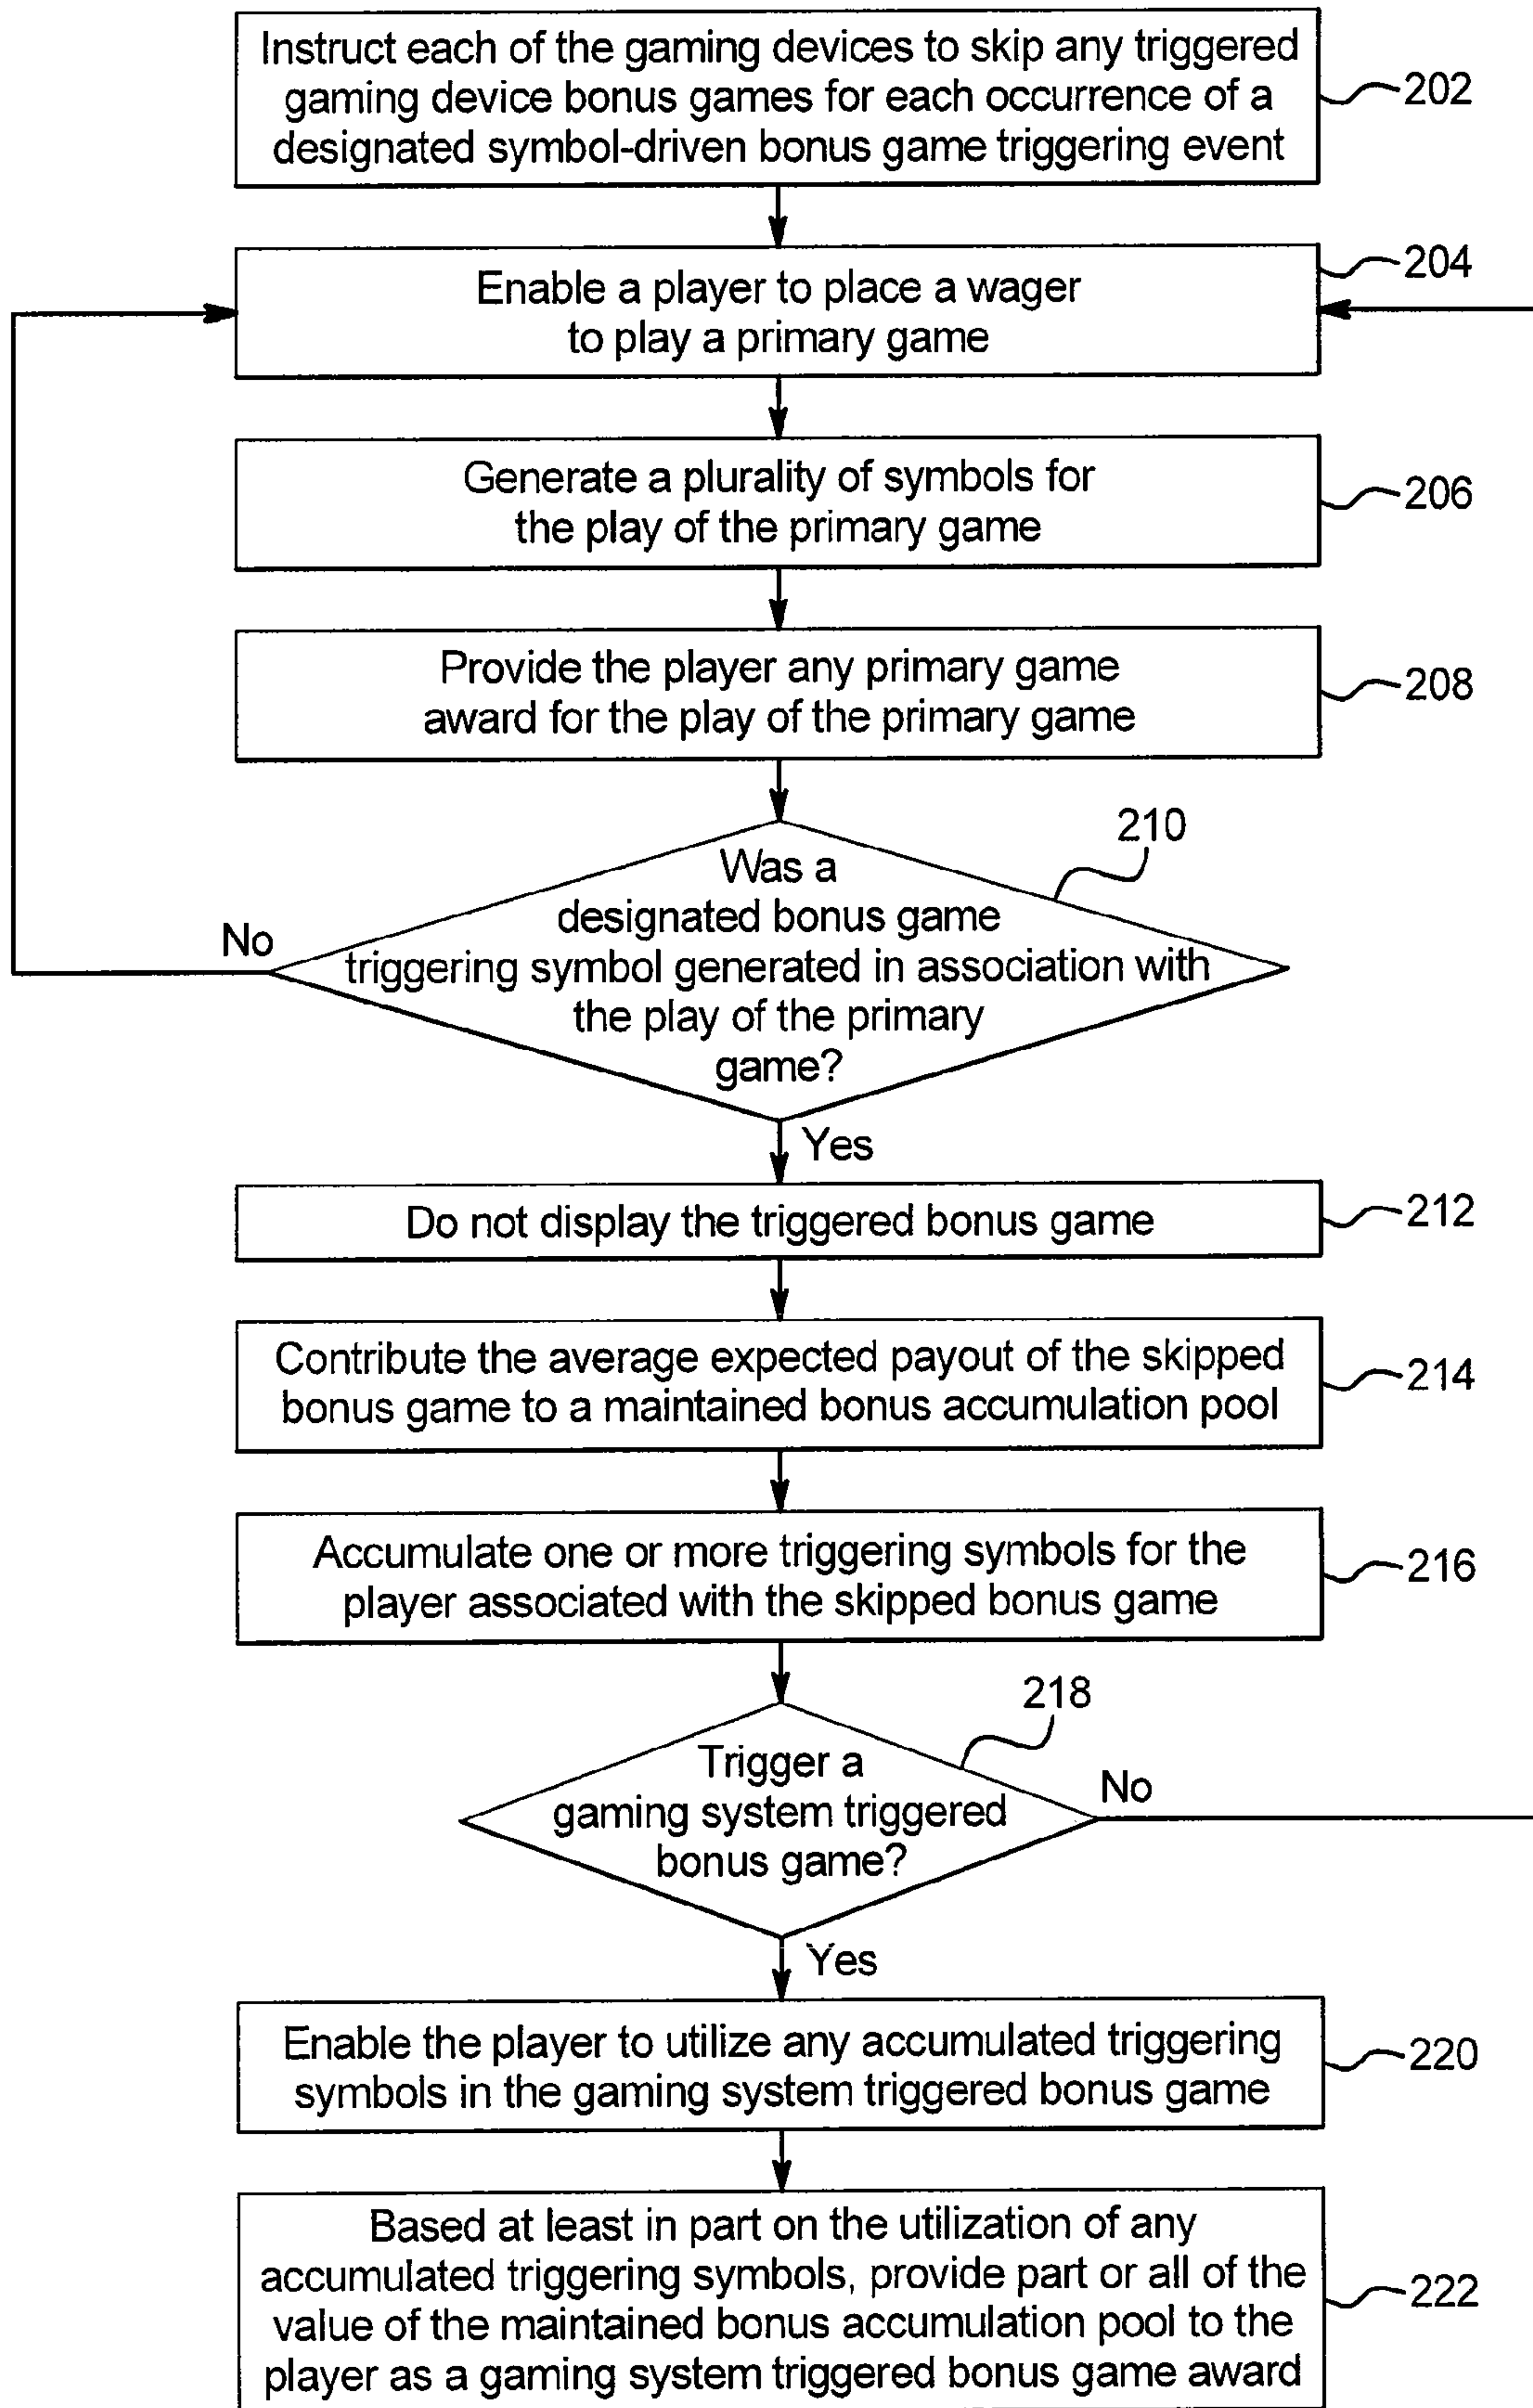 Instruct each of the gaming devices to skip any triggered
gaming device bonus games for each occurrence of a
designated symbol-driven bonus game triggering event
202
204
Enable a player to place a wager
to play a primary game
Generate a plurality of symbols for
the play of the primary game
206
Provide the player any primary game
award for the play of the primary game
208
210
Was a
designated bonus game
triggering symbol generated in association with
the play of the primary
game?
No
Yes
Do not display the triggered bonus game
212
Contribute the average expected payout of the skipped
bonus game to a maintained bonus accumulation pool
214
Accumulate one or more triggering symbols for the
player associated with the skipped bonus game
216
218
Trigger a
gaming system triggered
bonus game?
No
Yes
Enable the player to utilize any accumulated triggering
symbols in the gaming system triggered bonus game
220
Based at least in part on the utilization of any
accumulated triggering symbols, provide part or all of the
value of the maintained bonus accumulation pool to the
player as a gaming system triggered bonus game award
222